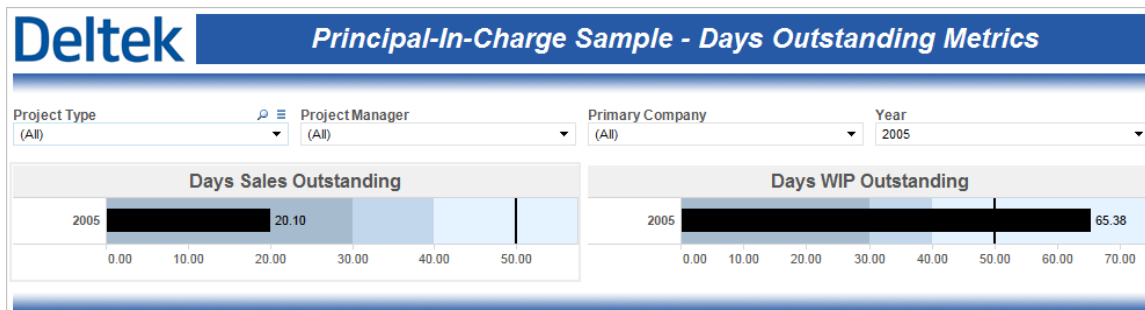 Deltek
Principal-In-Charge Sample - Days Outstanding Metrics
Project Type
Project Manager
Primary Company
Year
(All)
(All)
(All)
2005
Days Sales Outstanding
2005
20.10
0.00 10.00 20.00 30.00 40.00 50.00
Days WIP Outstanding
2005
65.38
0.00 10.00 20.00 30.00 40.00 50.00 60.00 70.00